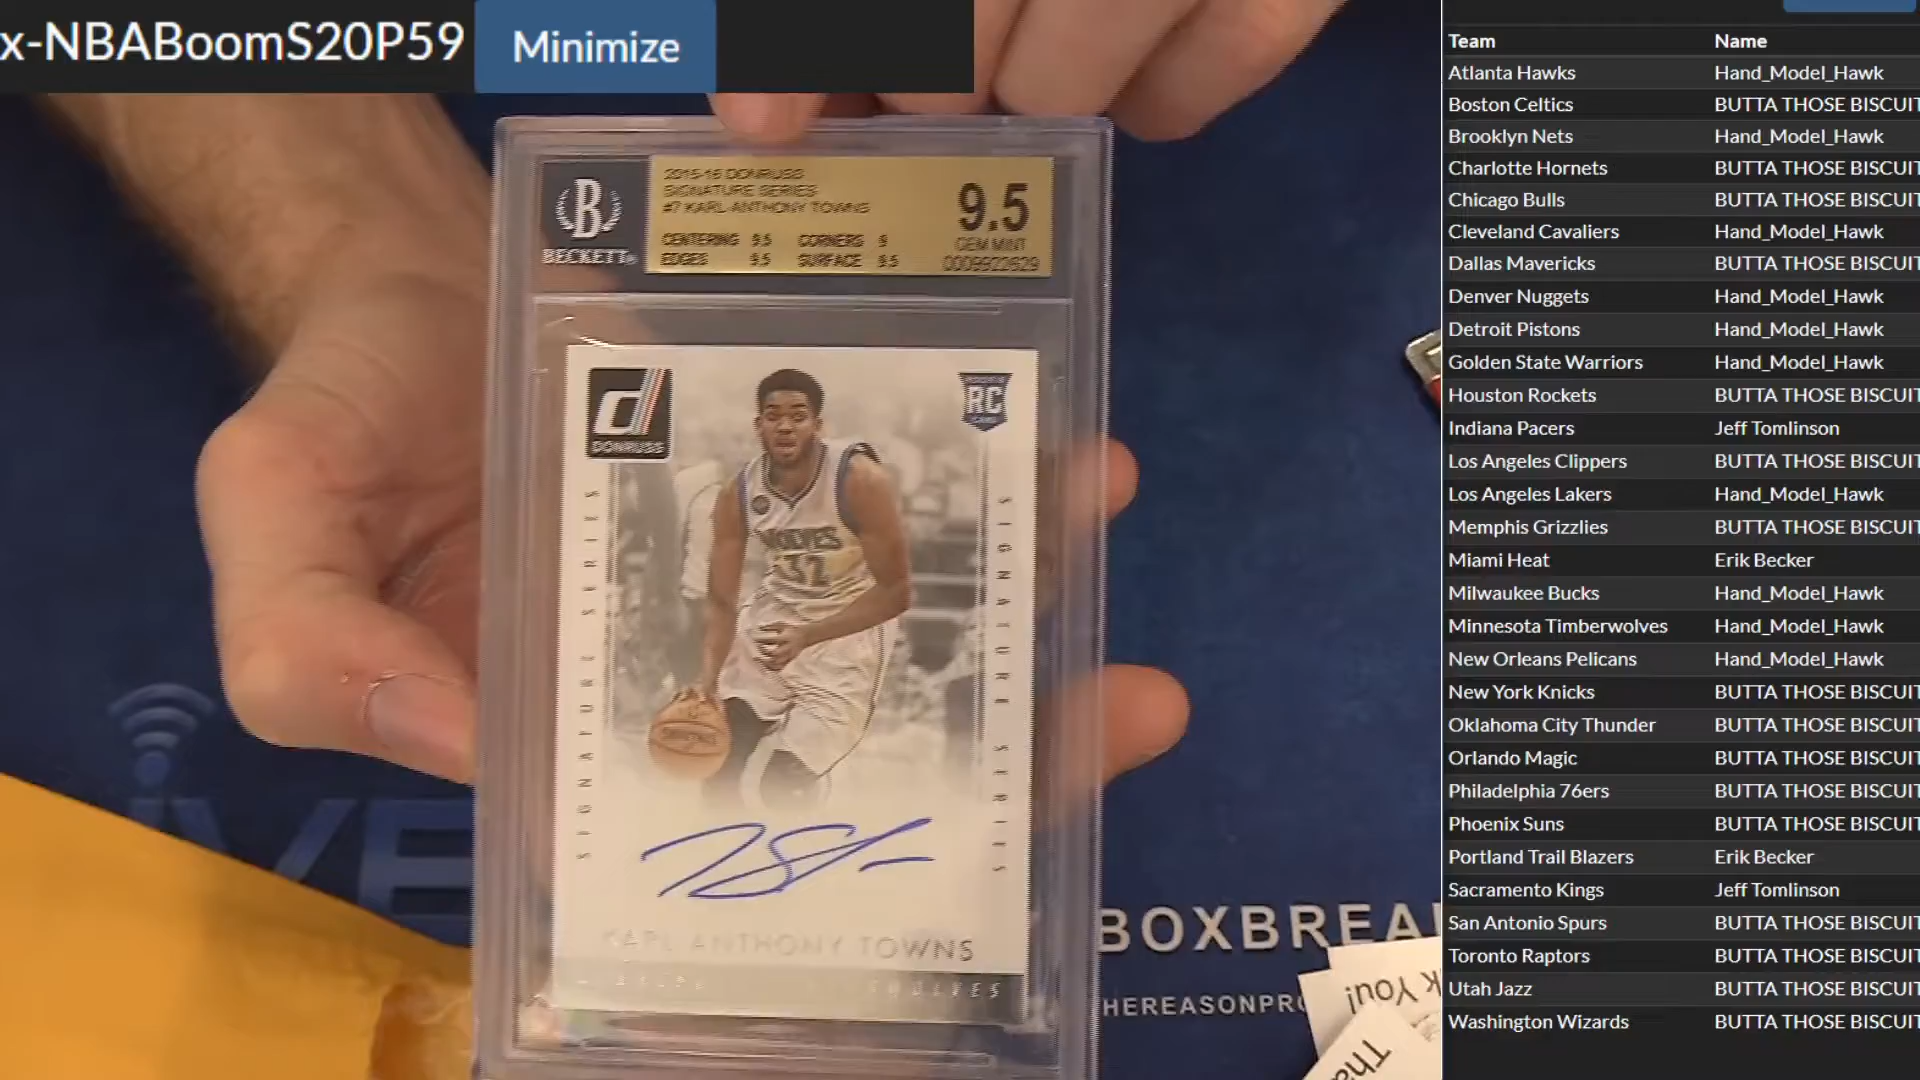 x-NBABoomS20P59
Minimize
2015-16 DONRUSS
SIGNATURE SERIES
#7 KARL ANTHONY TOWNS
CENTERING 9.5 CORNERS 9
EDGES 9.5 SURFACE 9.5
9.5
GEM MINT
0009922629
B
BECKETT
d
DONRUSS
RC
SIGNATURE SERIES
SIGNATURE SERIES
WOLVES
32
KARL ANTHONY TOWNS
VE
BOXBREA
HEREASONPR
k You!
Tha
Team Name
Atlanta Hawks Hand_Model_Hawk
Boston Celtics BUTTA THOSE BISCUIT
Brooklyn Nets Hand_Model_Hawk
Charlotte Hornets BUTTA THOSE BISCUIT
Chicago Bulls BUTTA THOSE BISCUIT
Cleveland Cavaliers Hand_Model_Hawk
Dallas Mavericks BUTTA THOSE BISCUIT
Denver Nuggets Hand_Model_Hawk
Detroit Pistons Hand_Model_Hawk
Golden State Warriors Hand_Model_Hawk
Houston Rockets BUTTA THOSE BISCUIT
Indiana Pacers Jeff Tomlinson
Los Angeles Clippers BUTTA THOSE BISCUIT
Los Angeles Lakers Hand_Model_Hawk
Memphis Grizzlies BUTTA THOSE BISCUIT
Miami Heat Erik Becker
Milwaukee Bucks Hand_Model_Hawk
Minnesota Timberwolves Hand_Model_Hawk
New Orleans Pelicans Hand_Model_Hawk
New York Knicks BUTTA THOSE BISCUIT
Oklahoma City Thunder BUTTA THOSE BISCUIT
Orlando Magic BUTTA THOSE BISCUIT
Philadelphia 76ers BUTTA THOSE BISCUIT
Phoenix Suns BUTTA THOSE BISCUIT
Portland Trail Blazers Erik Becker
Sacramento Kings Jeff Tomlinson
San Antonio Spurs BUTTA THOSE BISCUIT
Toronto Raptors BUTTA THOSE BISCUIT
Utah Jazz BUTTA THOSE BISCUIT
Washington Wizards BUTTA THOSE BISCUIT